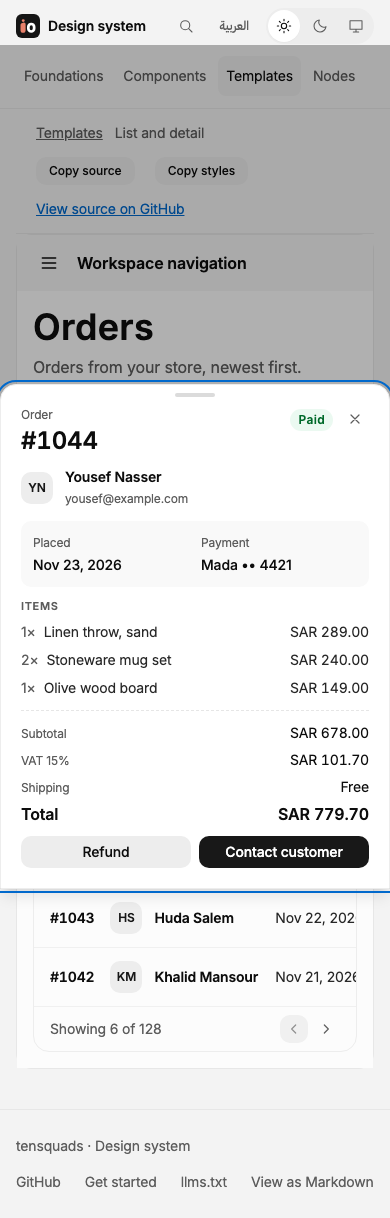 io Design system العربية
Foundations Components Templates Nodes
Templates List and detail
Copy source Copy styles
View source on GitHub
Workspace navigation
Orders
Orders from your store, newest first.
Order
#1044
Paid
YN
Yousef Nasser
yousef@example.com
Placed Payment
Nov 23, 2026 Mada •• 4421
ITEMS
1× Linen throw, sand SAR 289.00
2× Stoneware mug set SAR 240.00
1× Olive wood board SAR 149.00
Subtotal SAR 678.00
VAT 15% SAR 101.70
Shipping Free
Total SAR 779.70
Refund Contact customer
#1043 HS Huda Salem Nov 22, 202
#1042 KM Khalid Mansour Nov 21, 2026
Showing 6 of 128
tensquads · Design system
GitHub Get started llms.txt View as Markdown